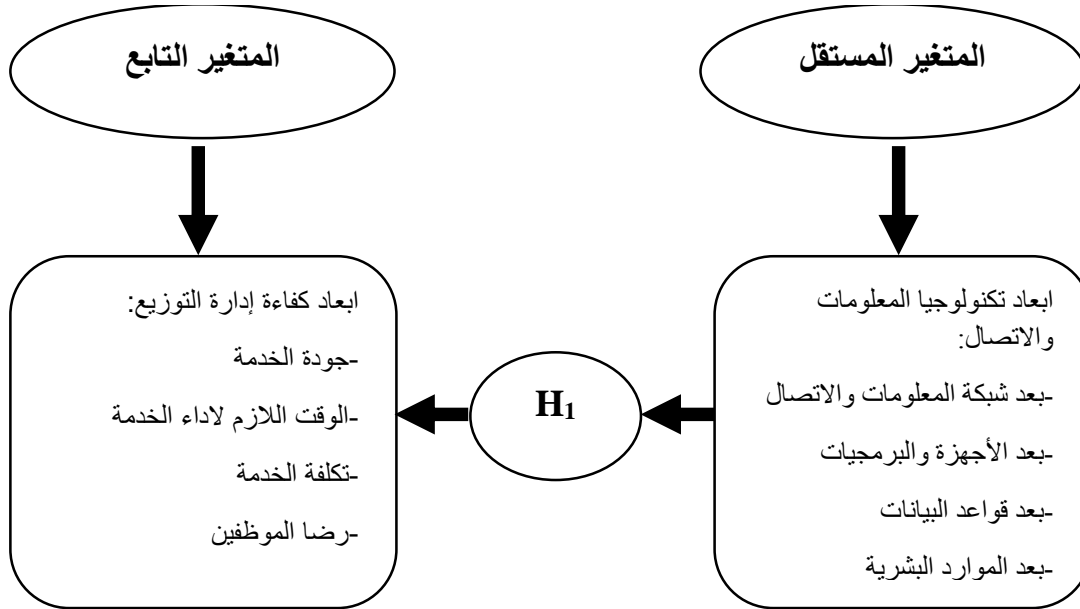 المتغير المستقل
المتغير التابع
ابعاد تكنولوجيا المعلومات
والاتصال:
-بعد شبكة المعلومات والاتصال
-بعد الأجهزة والبرمجيات
-بعد قواعد البيانات
-بعد الموارد البشرية
H₁
ابعاد كفاءة إدارة التوزيع:
-جودة الخدمة
-الوقت اللازم لاداء الخدمة
-تكلفة الخدمة
-رضا الموظفين